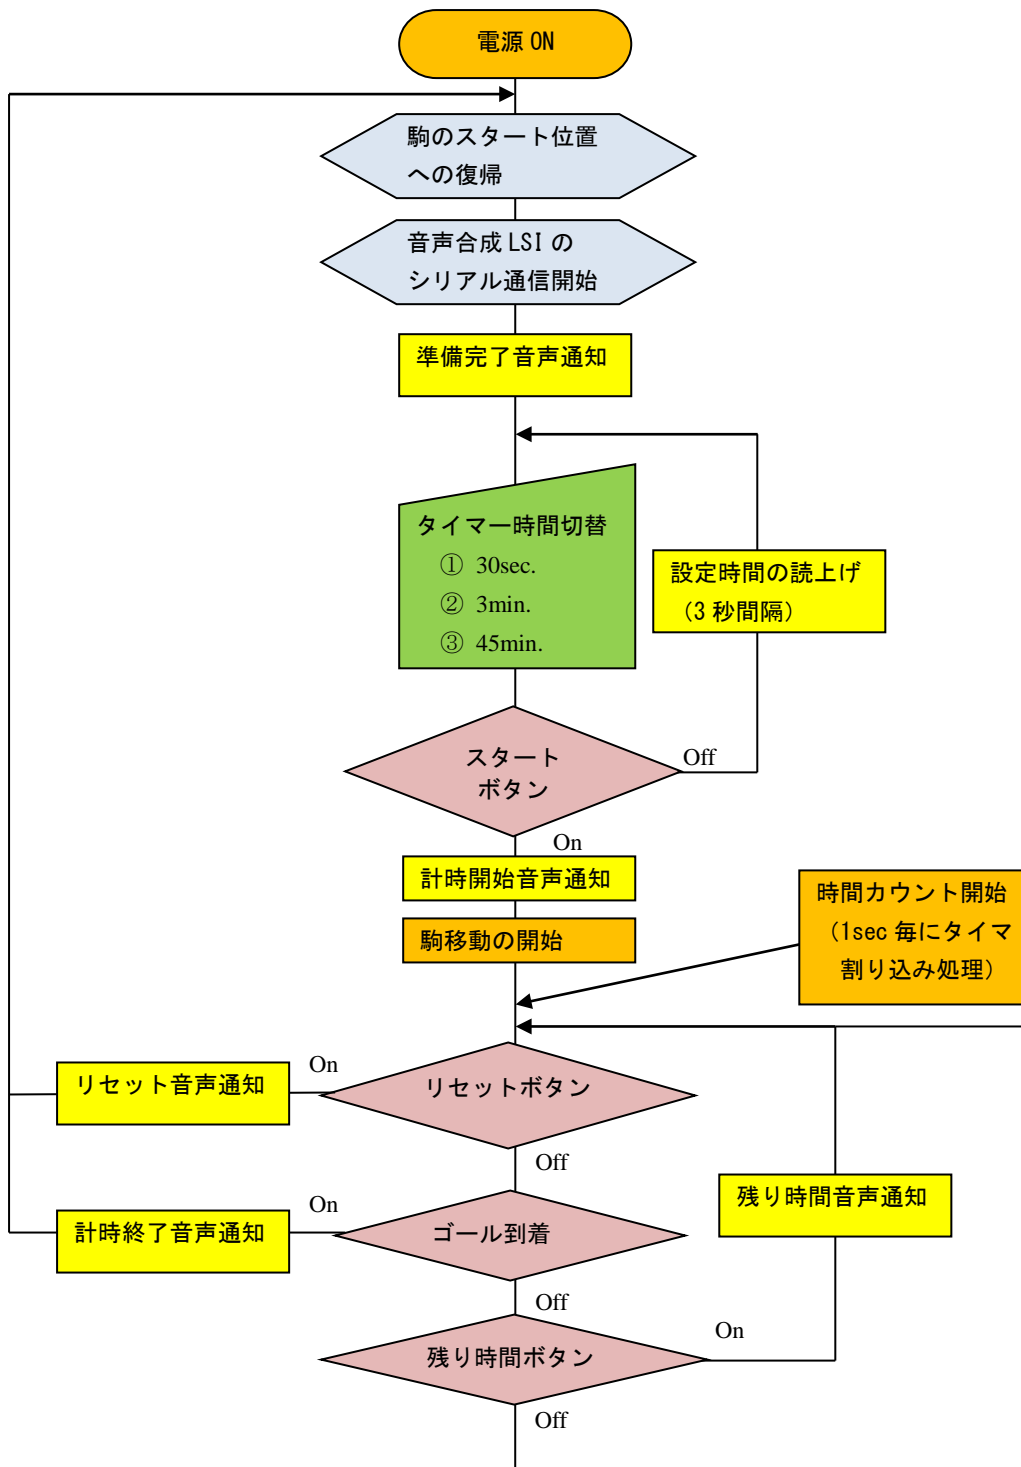 電源 ON
駒のスタート位置
への復帰
音声合成 LSI の
シリアル通信開始
準備完了音声通知
タイマー時間切替
① 30sec.
② 3min.
③ 45min.
設定時間の読上げ
（3 秒間隔）
スタート
ボタン
Off
On
計時開始音声通知
駒移動の開始
時間カウント開始
（1sec 毎にタイマ
割り込み処理）
リセット音声通知
On
リセットボタン
Off
残り時間音声通知
計時終了音声通知
On
ゴール到着
Off
残り時間ボタン
On
Off